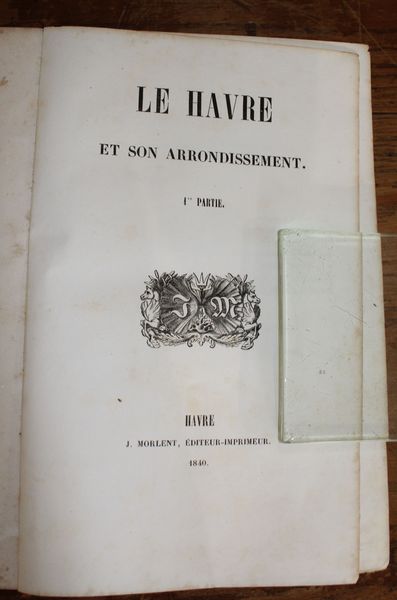 LE HAVRE
ET SON ARRONDISSEMENT.
1re PARTIE.
J M
HAVRE
J. MORLENT, ÉDITEUR-IMPRIMEUR.
1840.